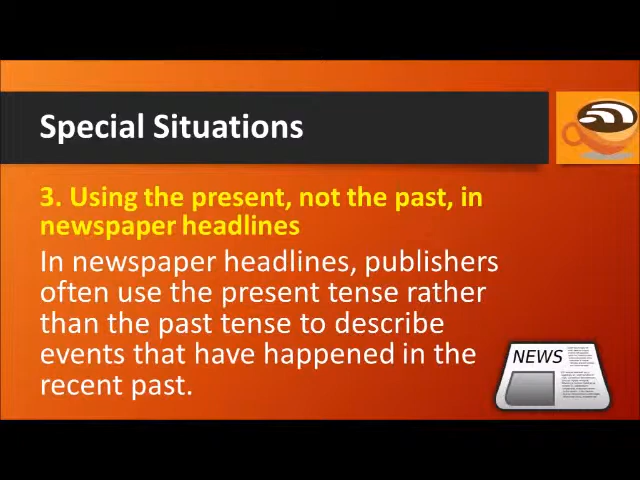 Special Situations
3. Using the present, not the past, in
newspaper headlines
In newspaper headlines, publishers
often use the present tense rather
than the past tense to describe
events that have happened in the
recent past.
NEWS